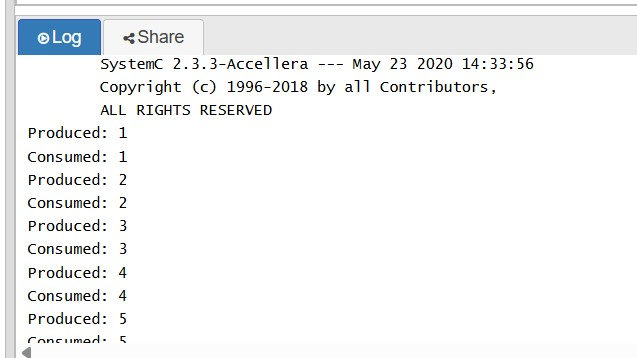 Log
Share
SystemC 2.3.3-Accellera --- May 23 2020 14:33:56
Copyright (c) 1996-2018 by all Contributors,
ALL RIGHTS RESERVED
Produced: 1
Consumed: 1
Produced: 2
Consumed: 2
Produced: 3
Consumed: 3
Produced: 4
Consumed: 4
Produced: 5
Consumed: 5